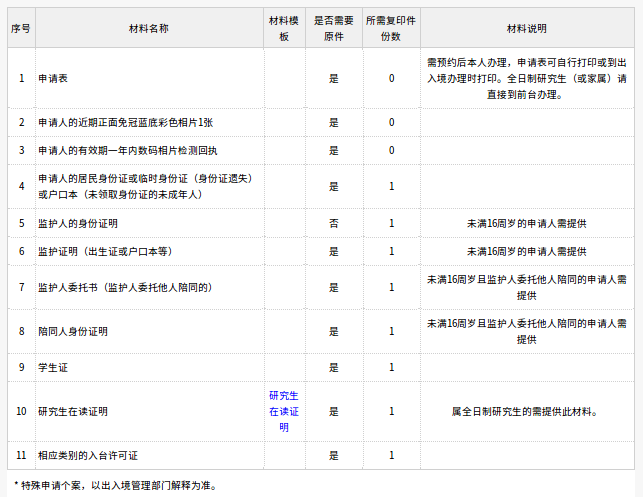 序号 材料名称 材料模板 是否需要原件 所需复印件份数 材料说明
1 申请表 是 0 需预约后本人办理，申请表可自行打印或到出入境办理时打印。全日制研究生（或家属）请直接到前台办理。
2 申请人的近期正面免冠蓝底彩色相片1张 是 0
3 申请人的有效期一年内数码相片检测回执 是 0
4 申请人的居民身份证或临时身份证（身份证遗失）或户口本（未领取身份证的未成年人） 是 1
5 监护人的身份证明 否 1 未满16周岁的申请人需提供
6 监护证明（出生证或户口本等） 是 1 未满16周岁的申请人需提供
7 监护人委托书（监护人委托他人陪同的） 是 1 未满16周岁且监护人委托他人陪同的申请人需提供
8 陪同人身份证明 是 1 未满16周岁且监护人委托他人陪同的申请人需提供
9 学生证 是 1
10 研究生在读证明 研究生在读证明 是 1 属全日制研究生的需提供此材料。
11 相应类别的入台许可证 是 1
* 特殊申请个案，以出入境管理部门解释为准。